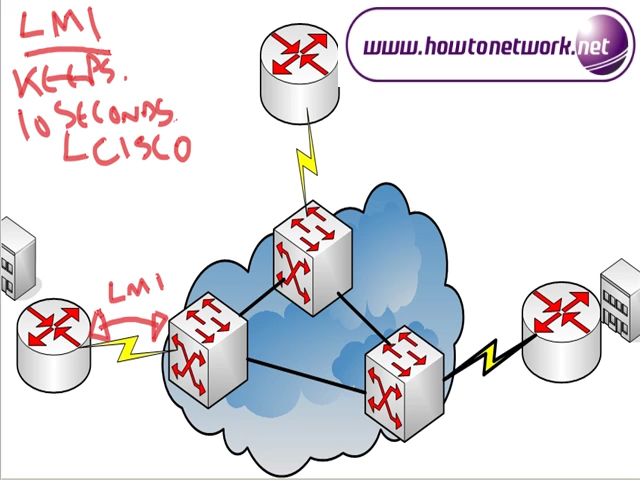 LMI
www.howtonetwork.net
KEEPS.
10 SECONDS.
LCISCO
LMI